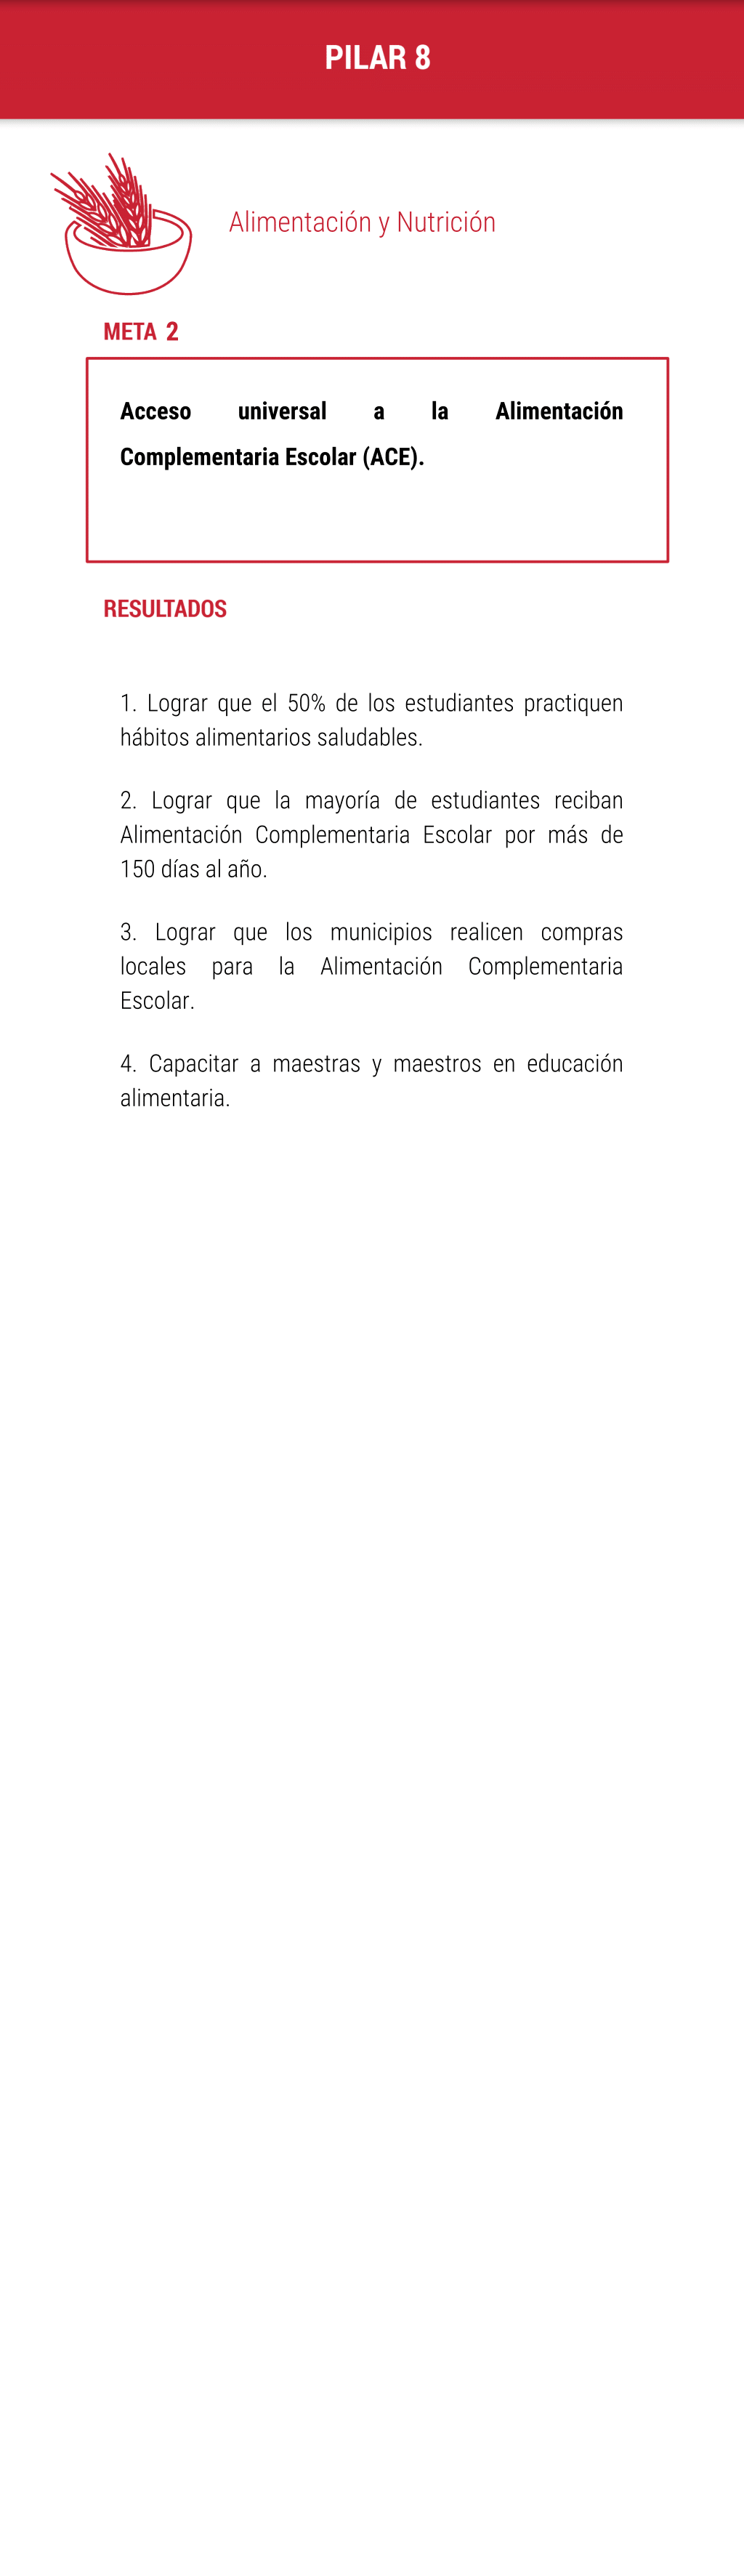 PILAR 8
Alimentación y Nutrición
META 2
Acceso universal a la Alimentación
Complementaria Escolar (ACE).
RESULTADOS
1. Lograr que el 50% de los estudiantes practiquen
hábitos alimentarios saludables.
2. Lograr que la mayoría de estudiantes reciban
Alimentación Complementaria Escolar por más de
150 días al año.
3. Lograr que los municipios realicen compras
locales para la Alimentación Complementaria
Escolar.
4. Capacitar a maestras y maestros en educación
alimentaria.